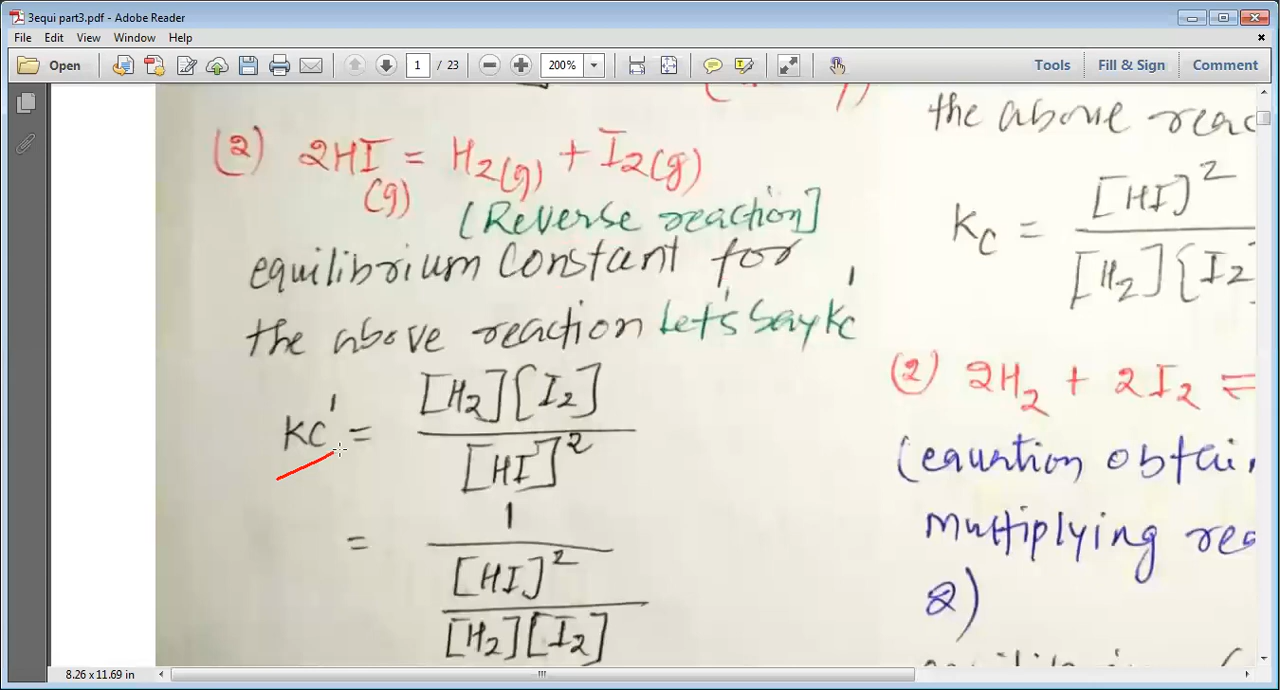 3equi part3.pdf - Adobe Reader
File Edit View Window Help
Open 1 / 23 200% Tools Fill & Sign Comment
(2) 2HI(g) = H2(g) + I2(g)
(Reverse reaction]
equilibrium Constant for
the above reaction Let's say Kc'
Kc' = [H2][I2] / [HI]^2
= 1 / [HI]^2 / [H2][I2]
the above reac
Kc = [HI]^2 / [H2][I2]
(2) 2H2 + 2I2 ⇌
(equation obtai
Multiplying rea
2)
8.26 x 11.69 in